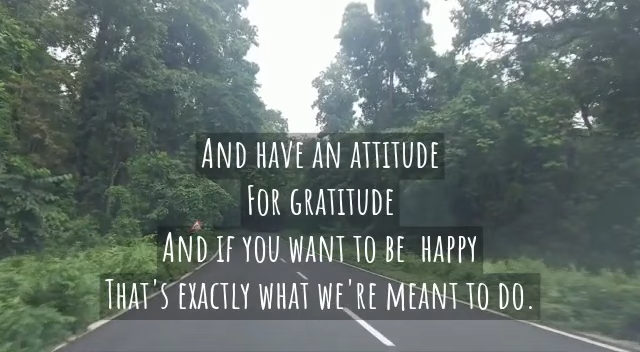 And have an attitude
For gratitude
And if you want to be happy
That's exactly what we're meant to do.